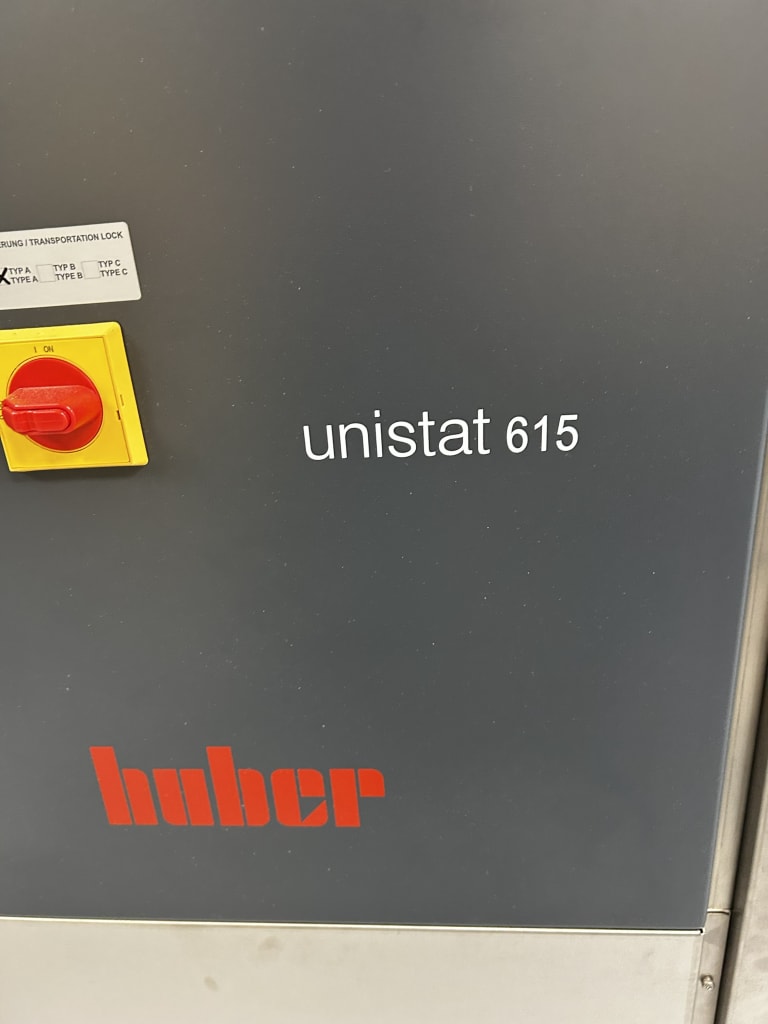 ERUNG / TRANSPORTATION LOCK
X TYP A TYP B TYP C
TYPE A TYPE B TYPE C
I ON
unistat 615
huber